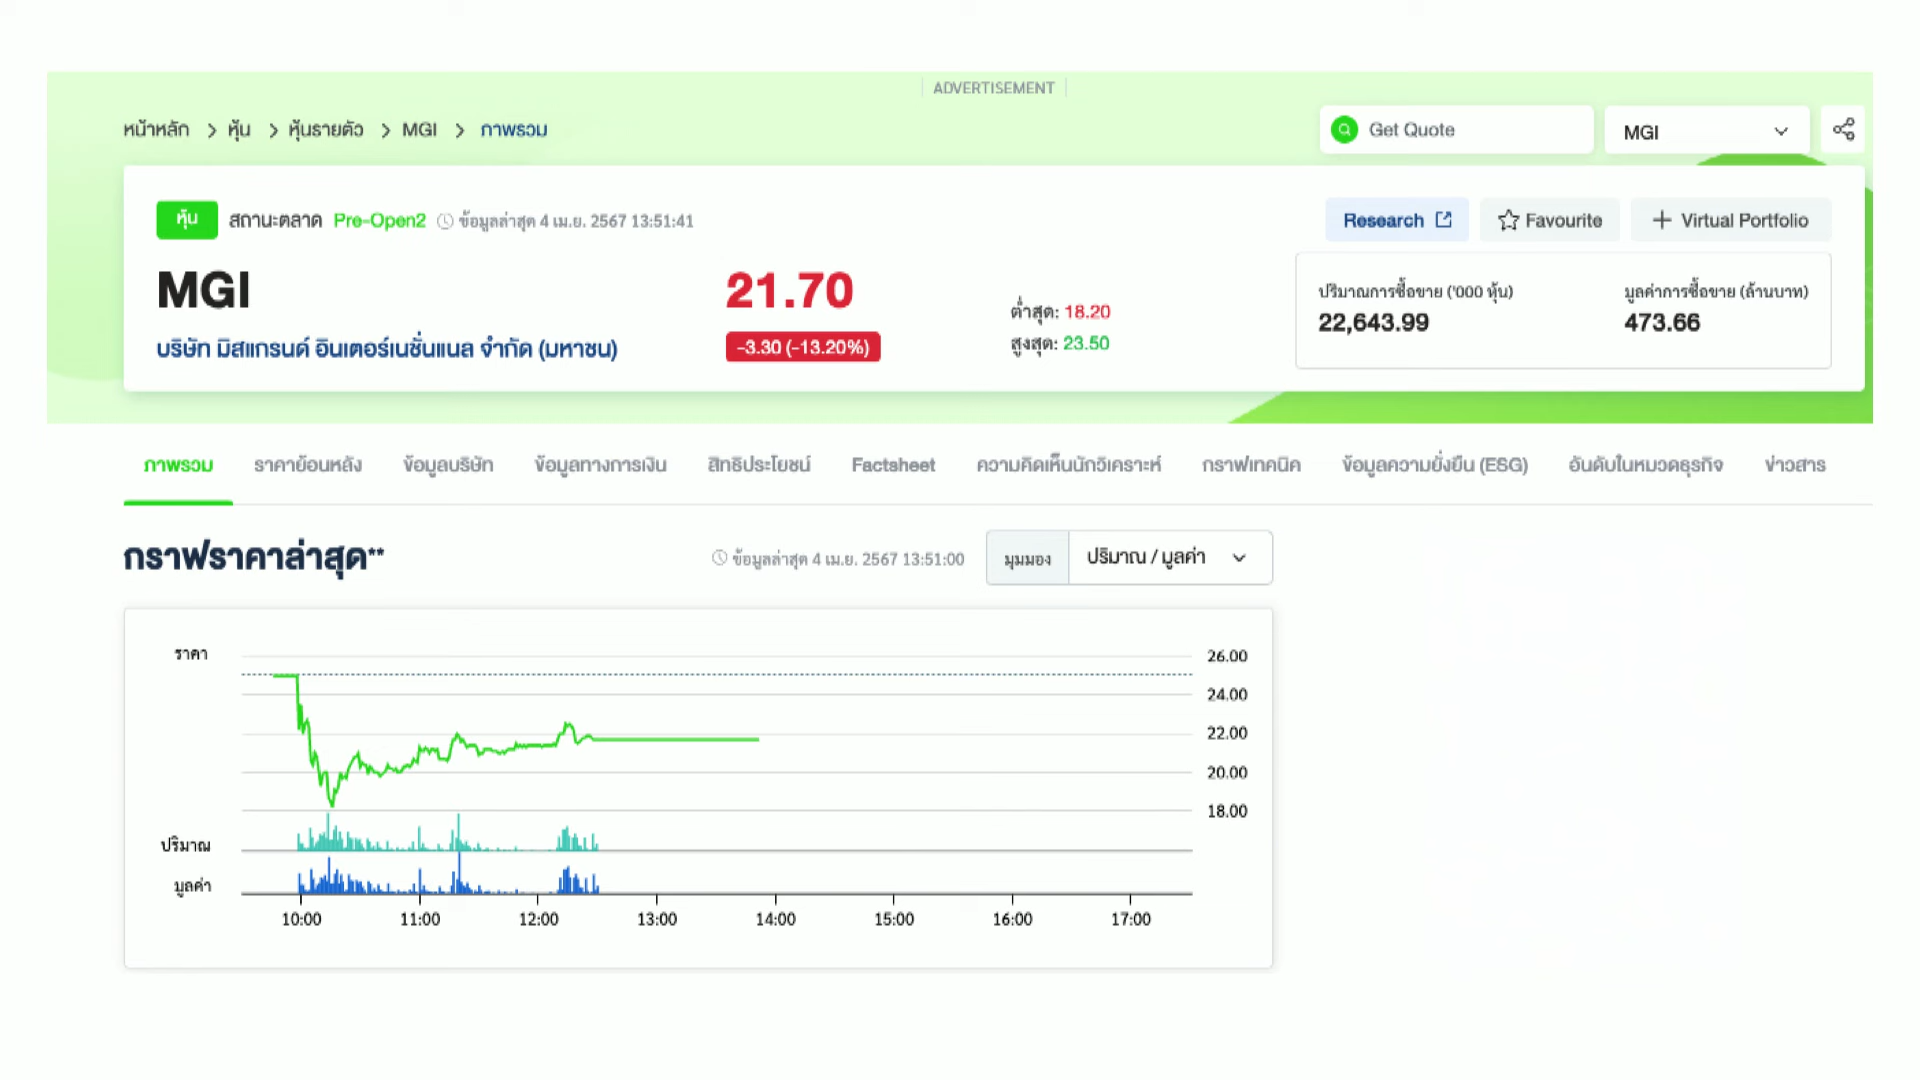 ADVERTISEMENT
หน้าหลัก > หุ้น > หุ้นรายตัว > MGI > ภาพรวม
Get Quote
MGI
หุ้น สถานะตลาด Pre-Open2 ข้อมูลล่าสุด 4 เม.ย. 2567 13:51:41
Research
Favourite
+ Virtual Portfolio
MGI
บริษัท มิสแกรนด์ อินเตอร์เนชั่นแนล จำกัด (มหาชน)
21.70
-3.30 (-13.20%)
ต่ำสุด: 18.20
สูงสุด: 23.50
ปริมาณการซื้อขาย ('000 หุ้น)
22,643.99
มูลค่าการซื้อขาย (ล้านบาท)
473.66
ภาพรวม ราคาย้อนหลัง ข้อมูลบริษัท ข้อมูลทางการเงิน สิทธิประโยชน์ Factsheet ความคิดเห็นนักวิเคราะห์ กราฟเทคนิค ข้อมูลความยั่งยืน (ESG) อันดับในหมวดธุรกิจ ข่าวสาร
กราฟราคาล่าสุด**
ข้อมูลล่าสุด 4 เม.ย. 2567 13:51:00
มุมมอง
ปริมาณ / มูลค่า
ราคา
26.00
24.00
22.00
20.00
18.00
ปริมาณ
มูลค่า
10:00 11:00 12:00 13:00 14:00 15:00 16:00 17:00